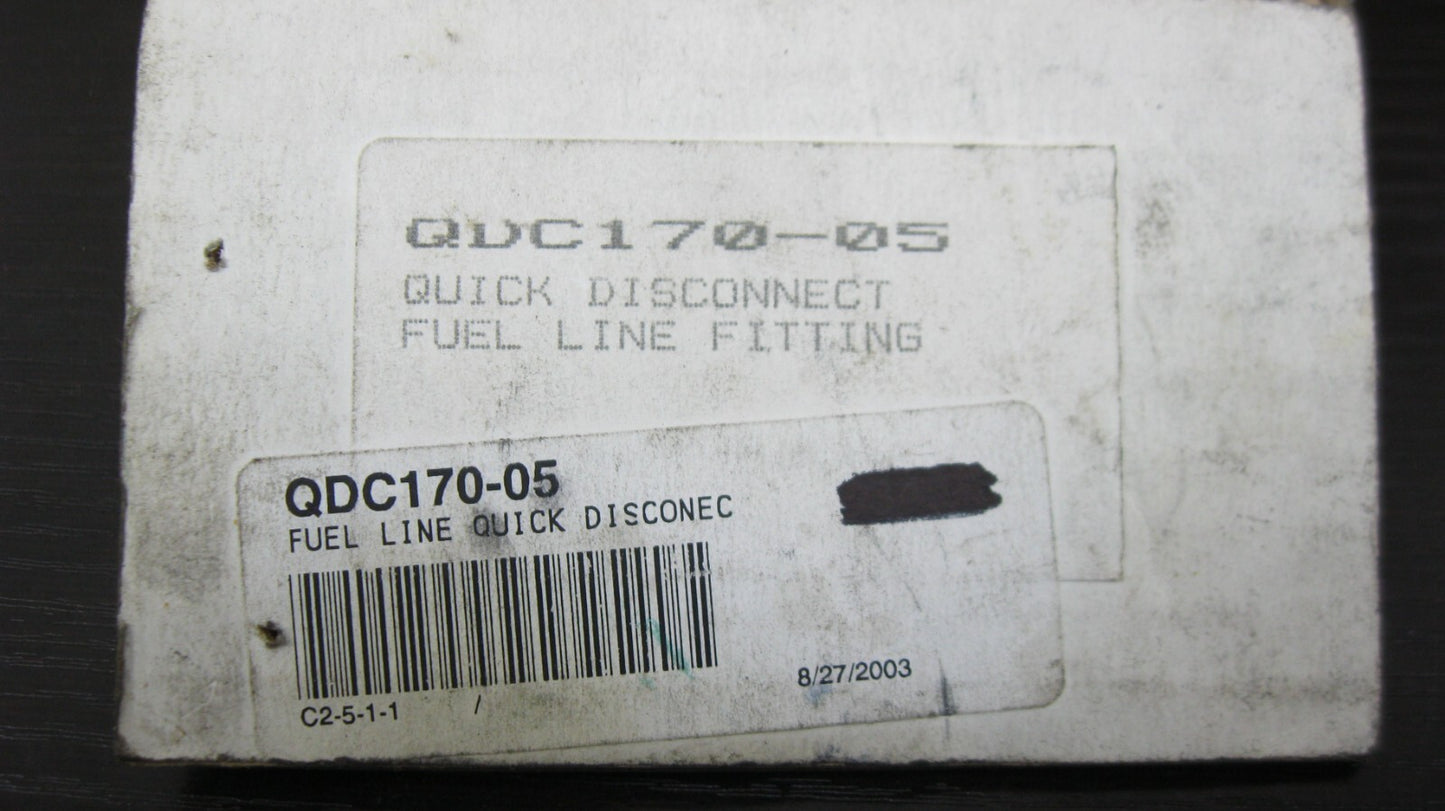 QDC170-05
QUICK DISCONNECT
FUEL LINE FITTING
QDC170-05
FUEL LINE QUICK DISCONEC
C2-5-1-1
8/27/2003